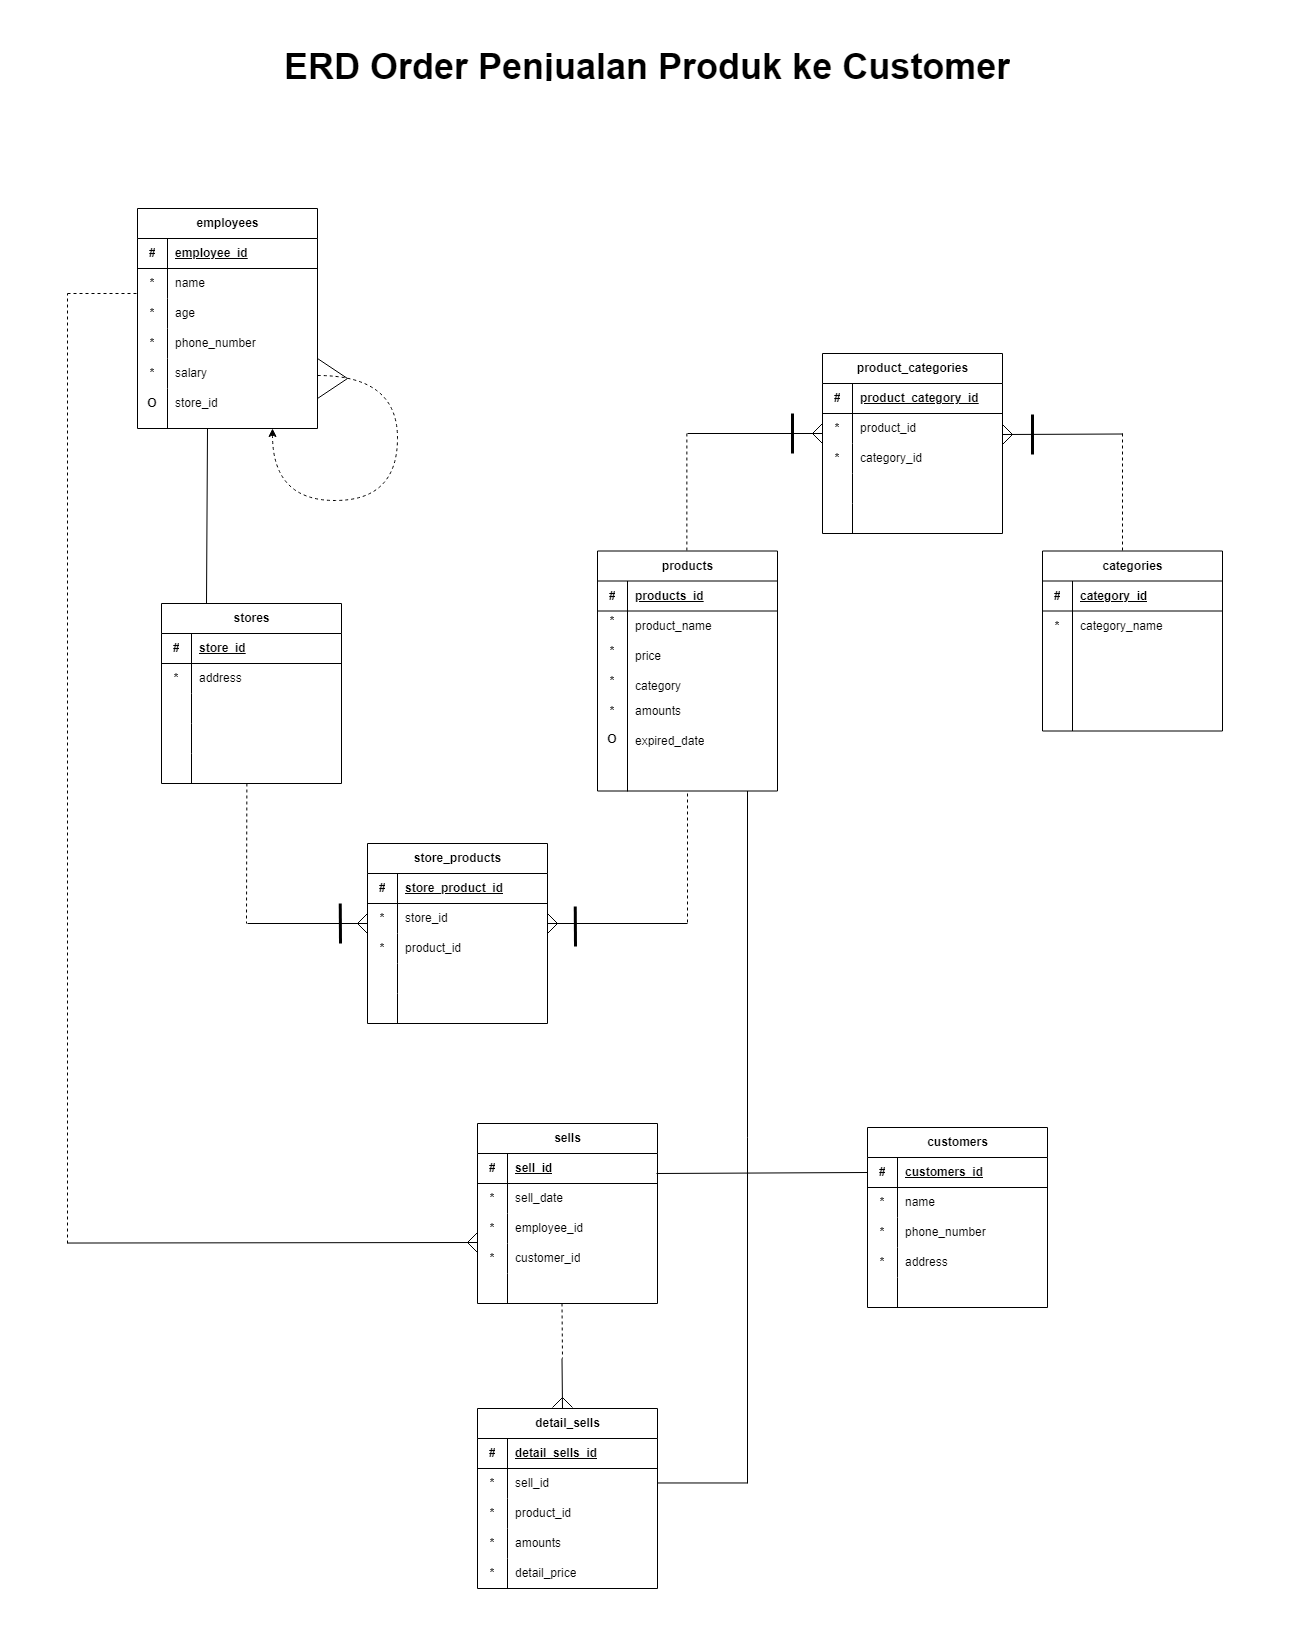 ERD Order Penjualan Produk ke Customer
employees
# employee_id
* name
* age
* phone_number
* salary
O store_id
product_categories
# product_category_id
* product_id
* category_id
products
# products_id
* product_name
* price
* category
* amounts
O expired_date
categories
# category_id
* category_name
stores
# store_id
* address
store_products
# store_product_id
* store_id
* product_id
sells
# sell_id
* sell_date
* employee_id
* customer_id
customers
# customers_id
* name
* phone_number
* address
detail_sells
# detail_sells_id
* sell_id
* product_id
* amounts
* detail_price